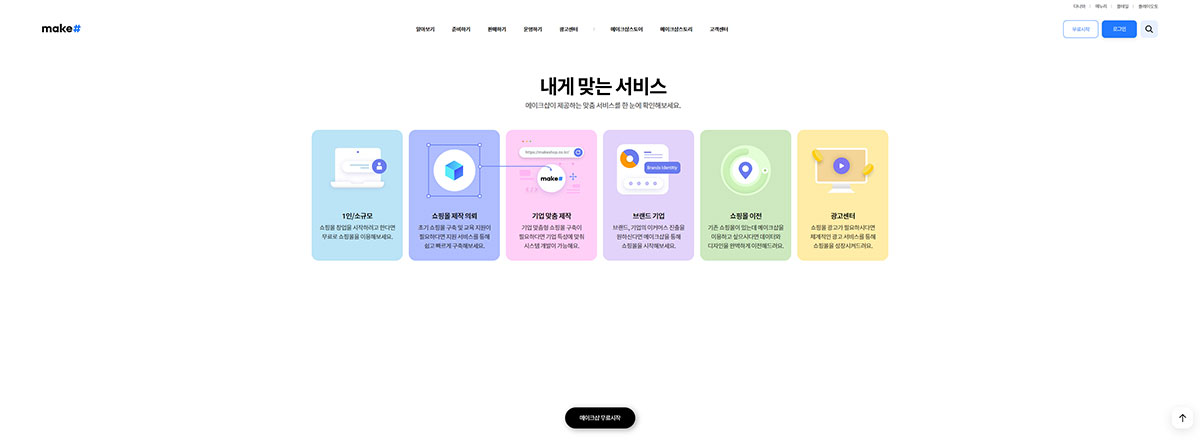 다나와 | 에누리 | 몰테일 | 플레이오토
make#
알아보기 준비하기 판매하기 운영하기 광고센터 메이크샵스토어 메이크샵스토리 고객센터
무료시작 로그인
내게 맞는 서비스
메이크샵이 제공하는 맞춤 서비스를 한 눈에 확인해보세요.
1인/소규모
쇼핑몰 창업을 시작하려고 한다면
무료로 쇼핑몰을 이용해보세요.
쇼핑몰 제작 의뢰
초기 쇼핑몰 구축 및 교육 지원이
필요하다면 지원 서비스를 통해
쉽고 빠르게 구축해보세요.
https://makeshop.co.kr/
make#
기업 맞춤 제작
기업 맞춤형 쇼핑몰 구축이
필요하다면 기업 특성에 맞춰
시스템 개발이 가능해요.
Brands Identity
브랜드 기업
브랜드, 기업의 이커머스 진출을
원하신다면 메이크샵을 통해
쇼핑몰을 시작해보세요.
쇼핑몰 이전
기존 쇼핑몰이 있는데 메이크샵을
이용하고 싶으시다면 데이터와
디자인을 완벽하게 이전해드려요.
광고센터
쇼핑몰 광고가 필요하시다면
체계적인 광고 서비스를 통해
쇼핑몰을 성장시켜드려요.
메이크샵 무료시작